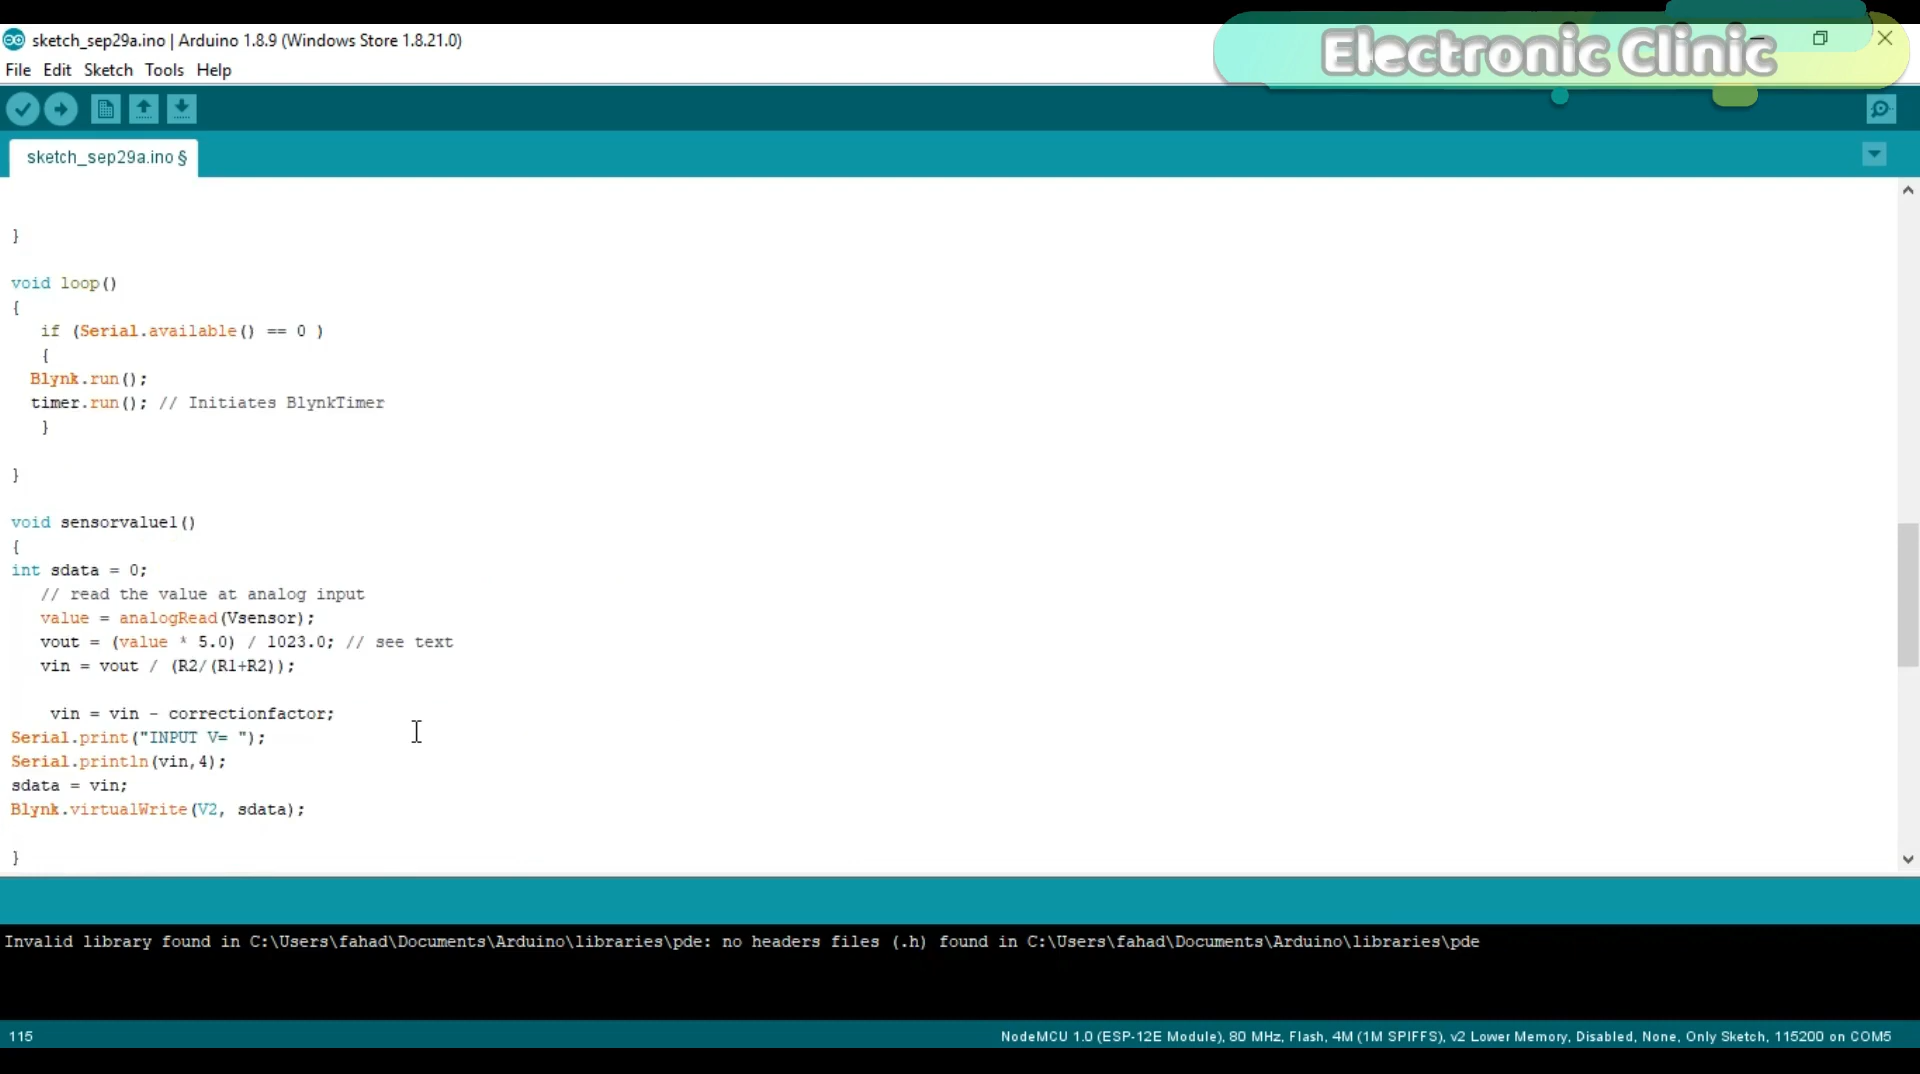 sketch_sep29a.ino | Arduino 1.8.9 (Windows Store 1.8.21.0)
Electronic Clinic
File Edit Sketch Tools Help
sketch_sep29a.ino §
}
void loop()
{
if (Serial.available() == 0 )
{
Blynk.run();
timer.run(); // Initiates BlynkTimer
}
}
void sensorvalue1()
{
int sdata = 0;
// read the value at analog input
value = analogRead(Vsensor);
vout = (value * 5.0) / 1023.0; // see text
vin = vout / (R2/(R1+R2));
vin = vin - correctionfactor;
Serial.print("INPUT V= ");
Serial.println(vin,4);
sdata = vin;
Blynk.virtualWrite(V2, sdata);
}
Invalid library found in C:\Users\fahad\Documents\Arduino\libraries\pde: no headers files (.h) found in C:\Users\fahad\Documents\Arduino\libraries\pde
115
NodeMCU 1.0 (ESP-12E Module), 80 MHz, Flash, 4M (1M SPIFFS), v2 Lower Memory, Disabled, None, Only Sketch, 115200 on COM5